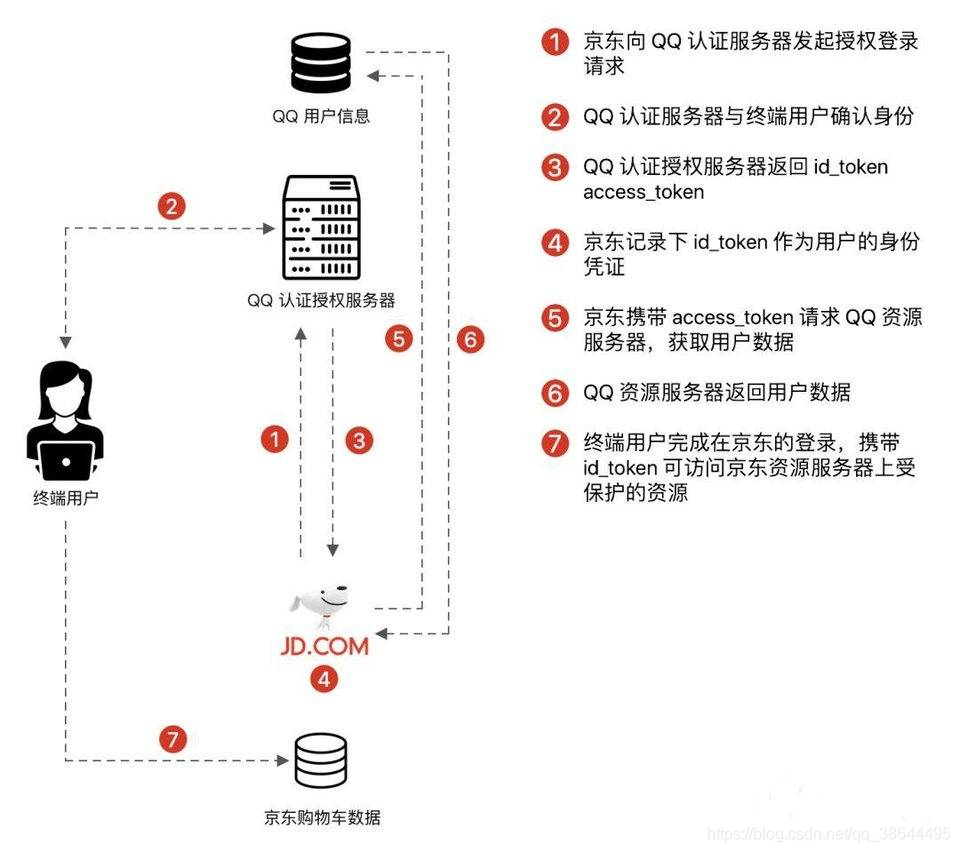 QQ 用户信息
2
QQ 认证授权服务器
5
6
1
3
终端用户
JD.COM
4
7
京东购物车数据
1 京东向 QQ 认证服务器发起授权登录
请求
2 QQ 认证服务器与终端用户确认身份
3 QQ 认证授权服务器返回 id_token
access_token
4 京东记录下 id_token 作为用户的身份
凭证
5 京东携带 access_token 请求 QQ 资源
服务器，获取用户数据
6 QQ 资源服务器返回用户数据
7 终端用户完成在京东的登录，携带
id_token 可访问京东资源服务器上受
保护的资源
https://blog.csdn.net/qq_38644495